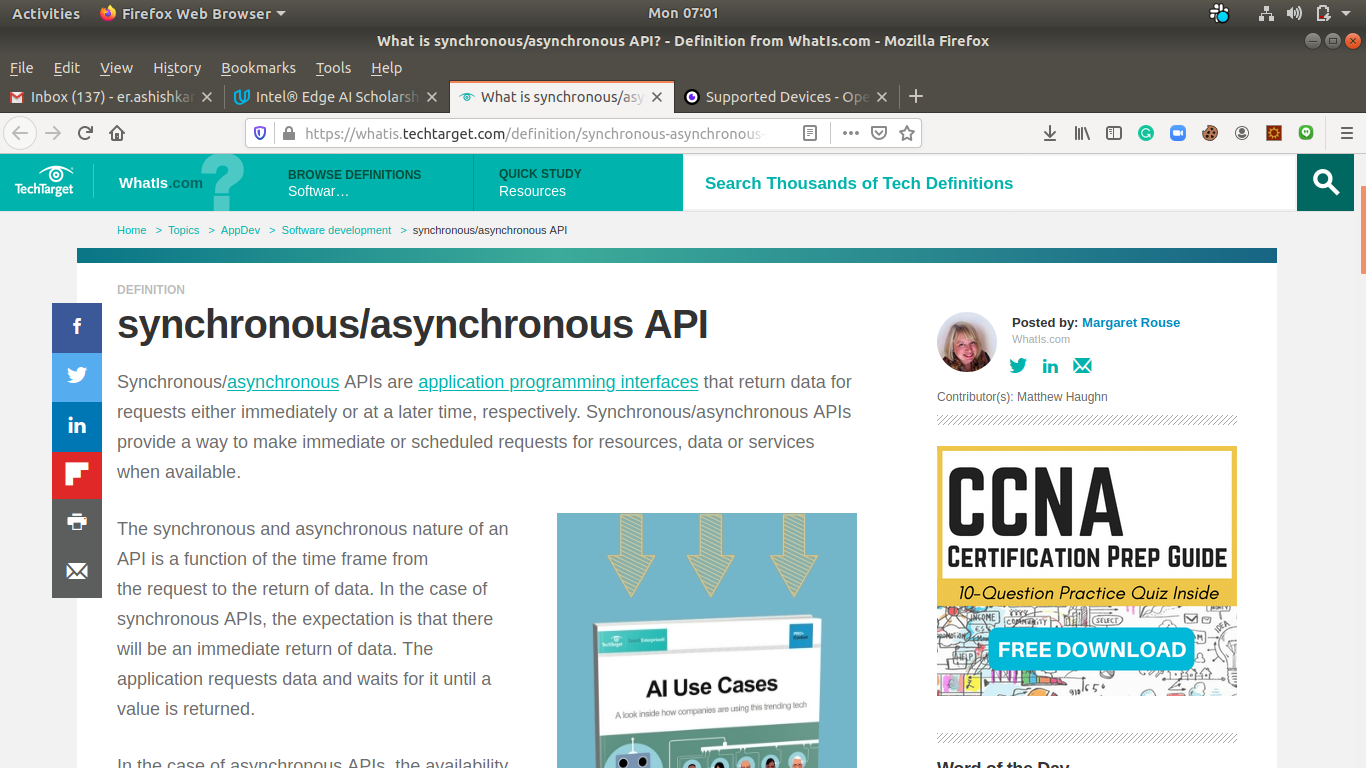 Activities
Firefox Web Browser
Mon 07:01
What is synchronous/asynchronous API? - Definition from WhatIs.com - Mozilla Firefox
File Edit View History Bookmarks Tools Help
Inbox (137) - er.ashishkar
Intel® Edge AI Scholarsh
What is synchronous/asy
Supported Devices - Ope
https://whatis.techtarget.com/definition/synchronous-asynchronous-
TechTarget
WhatIs.com
?
BROWSE DEFINITIONS
Softwar…
QUICK STUDY
Resources
Search Thousands of Tech Definitions
Home > Topics > AppDev > Software development > synchronous/asynchronous API
DEFINITION
synchronous/asynchronous API
Synchronous/asynchronous APIs are application programming interfaces that return data for
requests either immediately or at a later time, respectively. Synchronous/asynchronous APIs
provide a way to make immediate or scheduled requests for resources, data or services
when available.
The synchronous and asynchronous nature of an
API is a function of the time frame from
the request to the return of data. In the case of
synchronous APIs, the expectation is that there
will be an immediate return of data. The
application requests data and waits for it until a
value is returned.
In the case of asynchronous APIs, the availability
TechTarget
AI Use Cases
A look inside how companies are using this trending tech
Posted by: Margaret Rouse
WhatIs.com
Contributor(s): Matthew Haughn
CCNA
CERTIFICATION PREP GUIDE
10-Question Practice Quiz Inside
INCOME
COMMUNITY
SELECT
IDEA
HELP
FREE DOWNLOAD
Word of the Day